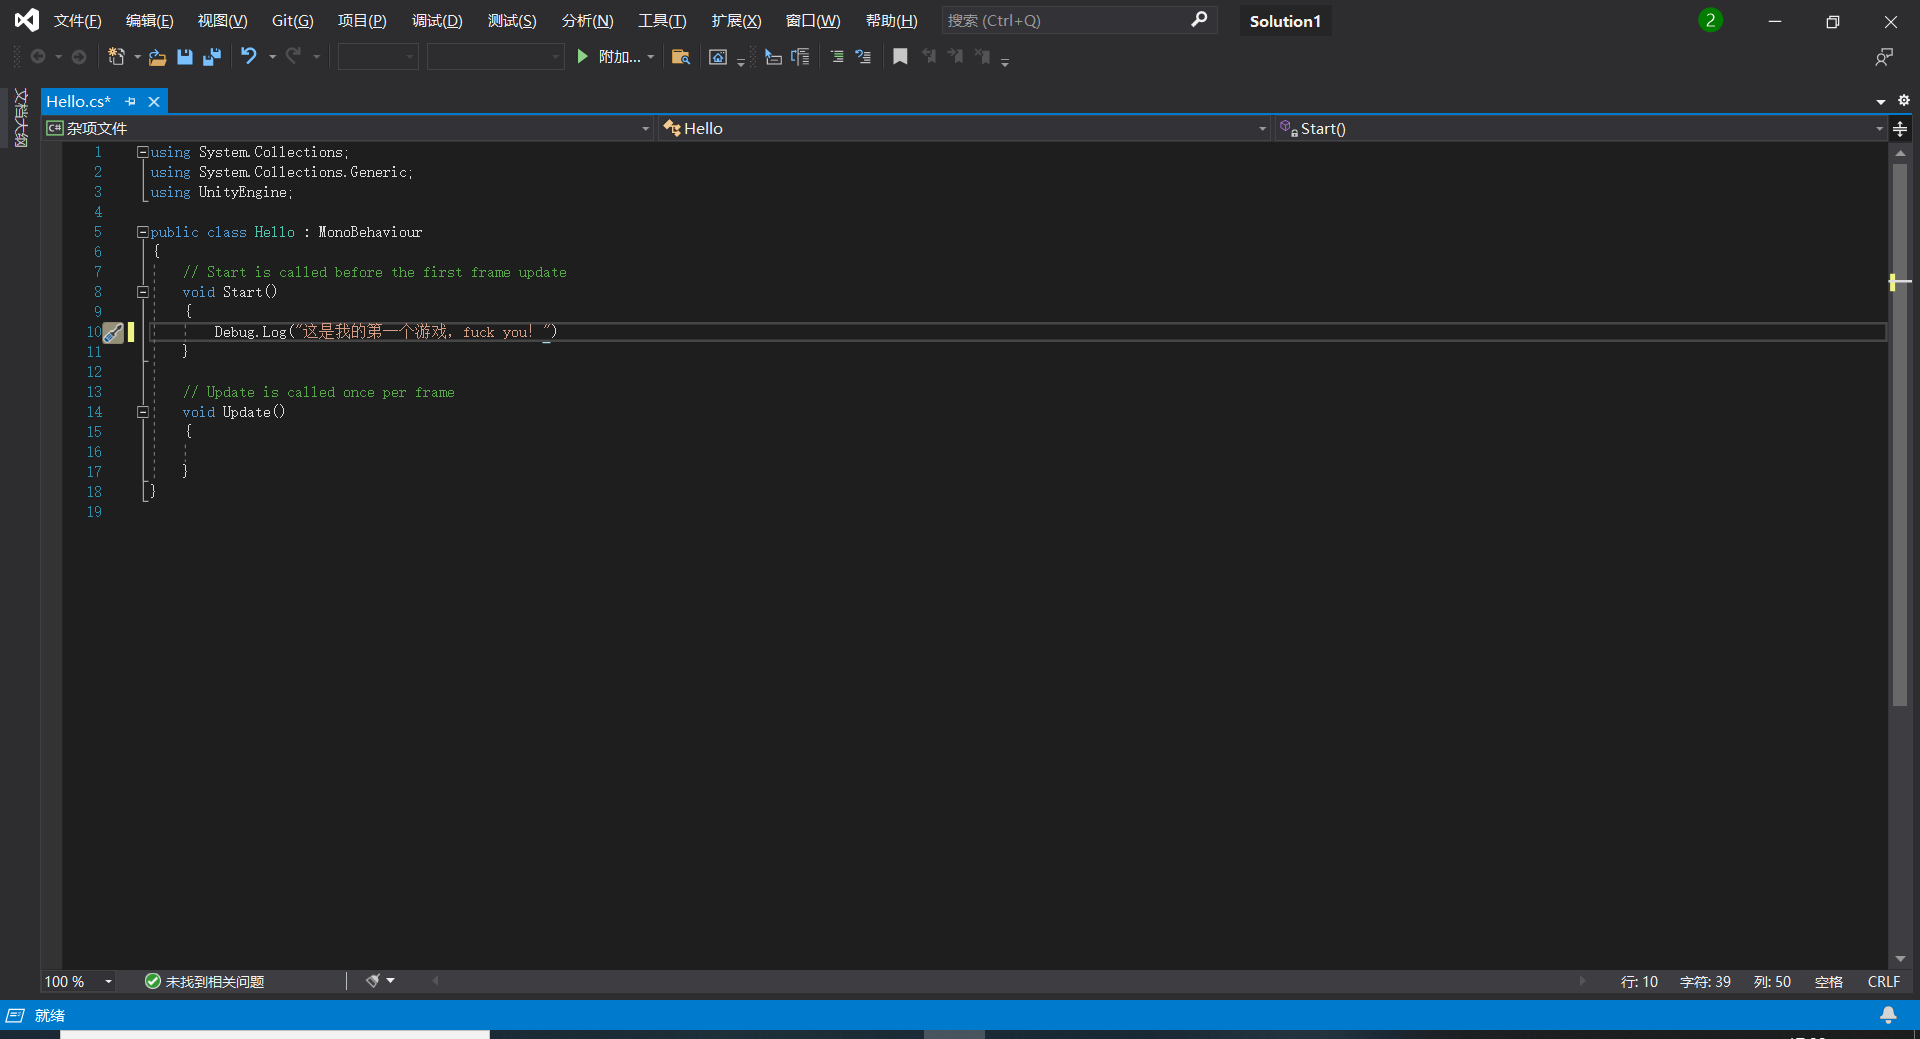 文件(F) 编辑(E) 视图(V) Git(G) 项目(P) 调试(D) 测试(S) 分析(N) 工具(T) 扩展(X) 窗口(W) 帮助(H) 搜索 (Ctrl+Q) Solution1 2
附加...
文档大纲
Hello.cs*
C# 杂项文件 Hello Start()
1 using System.Collections;
2 using System.Collections.Generic;
3 using UnityEngine;
4
5 public class Hello : MonoBehaviour
6 {
7 // Start is called before the first frame update
8 void Start()
9 {
10 Debug.Log("这是我的第一个游戏, fuck you! ")
11 }
12
13 // Update is called once per frame
14 void Update()
15 {
16
17 }
18 }
19
100 % 未找到相关问题 行: 10 字符: 39 列: 50 空格 CRLF
就绪